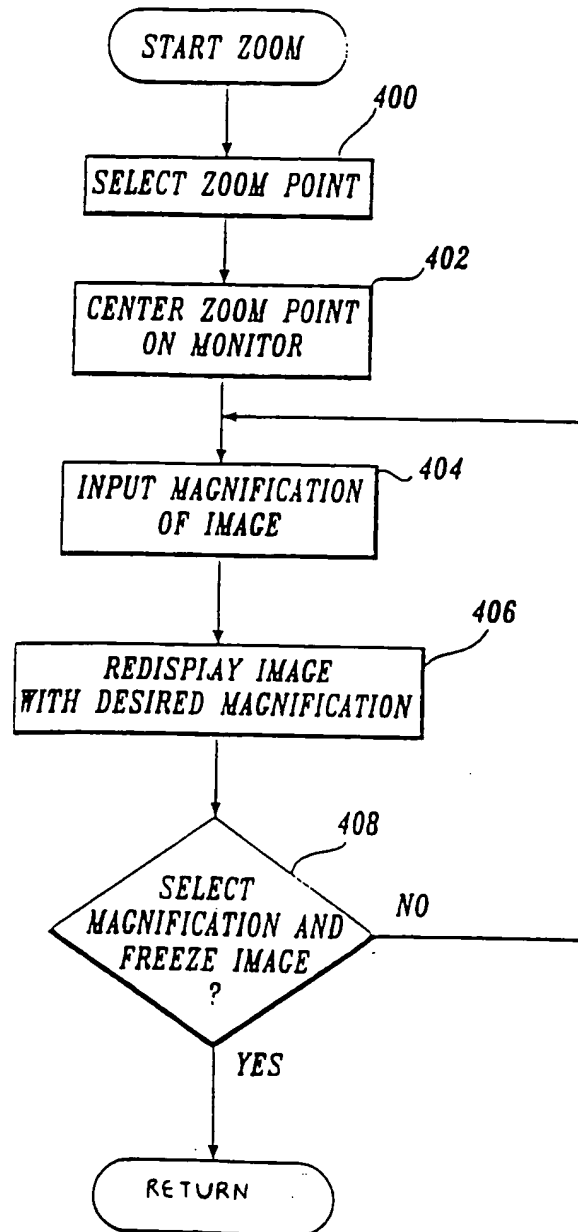 START ZOOM
400
SELECT ZOOM POINT
402
CENTER ZOOM POINT
ON MONITOR
404
INPUT MAGNIFICATION
OF IMAGE
406
REDISPLAY IMAGE
WITH DESIRED MAGNIFICATION
408
SELECT
MAGNIFICATION AND
FREEZE IMAGE
?
NO
YES
RETURN